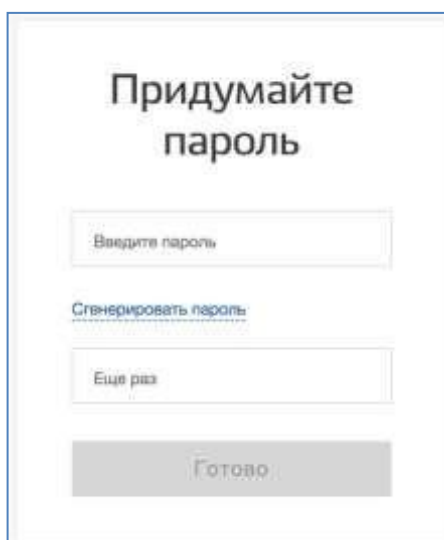 Придумайте
пароль
Введите пароль
Сгенерировать пароль
Еще раз
Готово